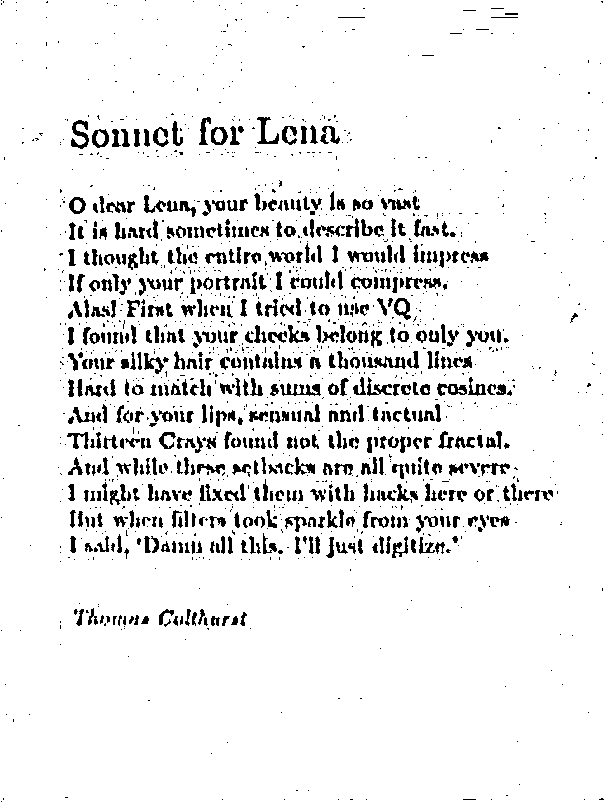 Sonnet for Lena
O dear Lena, your beauty is so vast
It is hard sometimes to describe it fast.
I thought the entire world I would impress
If only your portrait I could compress.
Alas! First when I tried to use VQ
I found that your cheeks belong to only you.
Your silky hair contains a thousand lines
Hard to match with sums of discrete cosines.
And for your lips, sensual and tactual
Thirteen Crays found not the proper fractal.
And while these setbacks are all quite severe
I might have fixed them with hacks here or there
But when filters took sparkle from your eyes
I said, 'Damn all this. I'll just digitize.'
Thomas Colthurst